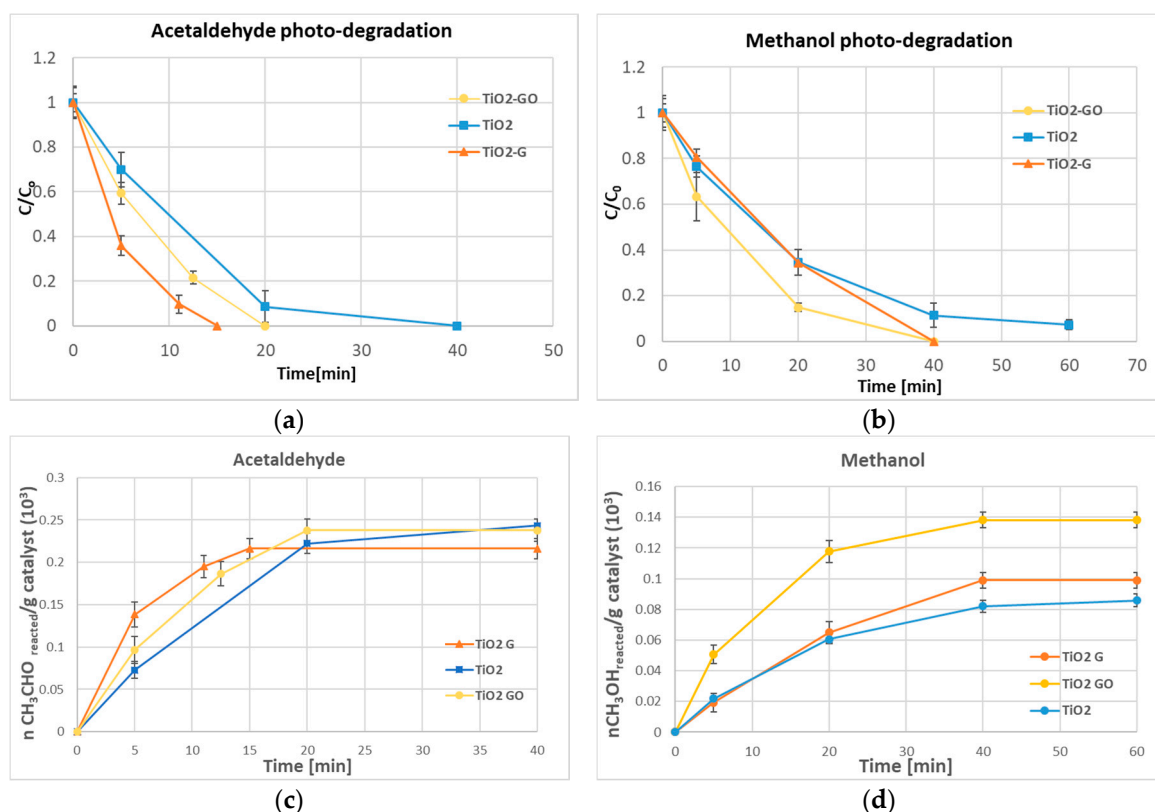 Acetaldehyde photo-degradation
1.2
1
0.8
0.6
0.4
0.2
0
C/C₀
0 10 20 30 40 50
Time[min]
TiO2-GO
TiO2
TiO2-G
(a)
Methanol photo-degradation
1.2
1
0.8
0.6
0.4
0.2
0
C/C₀
0 10 20 30 40 50 60 70
Time [min]
TiO2-GO
TiO2
TiO2-G
(b)
Acetaldehyde
0.3
0.25
0.2
0.15
0.1
0.05
0
n CH₃CHO reacted/g catalyst (10³)
0 5 10 15 20 25 30 35 40
Time [min]
TiO2 G
TiO2
TiO2 GO
(c)
Methanol
0.16
0.14
0.12
0.1
0.08
0.06
0.04
0.02
0
nCH₃OHreacted/g catalyst (10³)
0 10 20 30 40 50 60
Time [min]
TiO2 G
TiO2 GO
TiO2
(d)